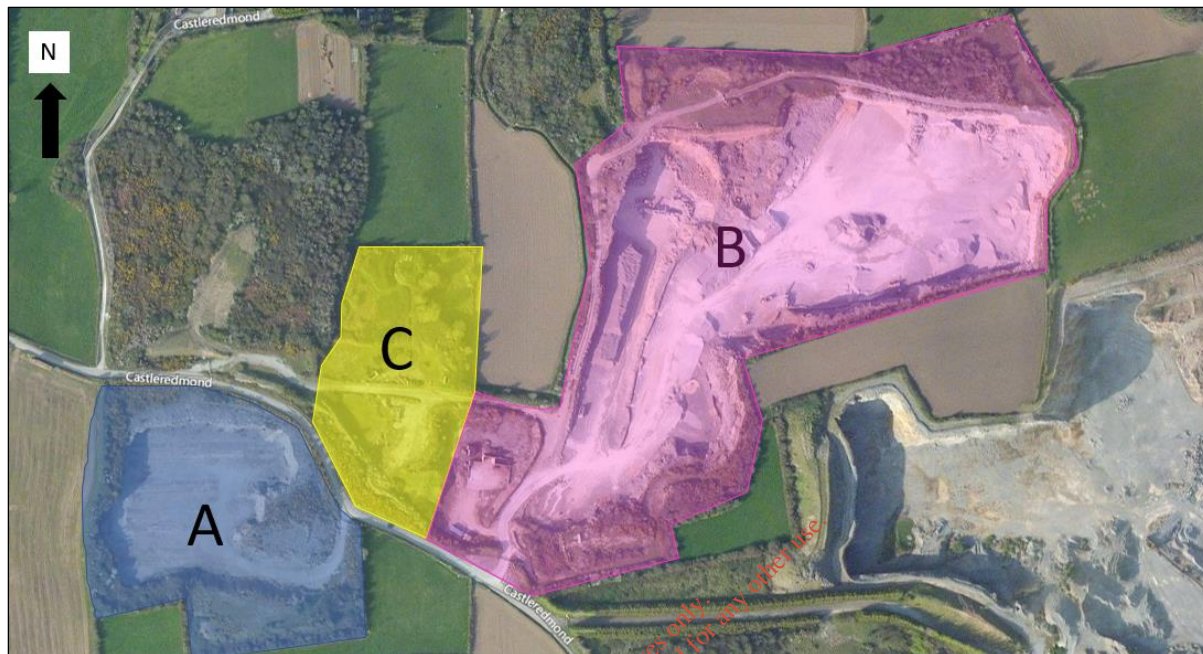 Castleredmond
N
B
C
Castleredmond
A
Castleredmond
es only
for any other use.